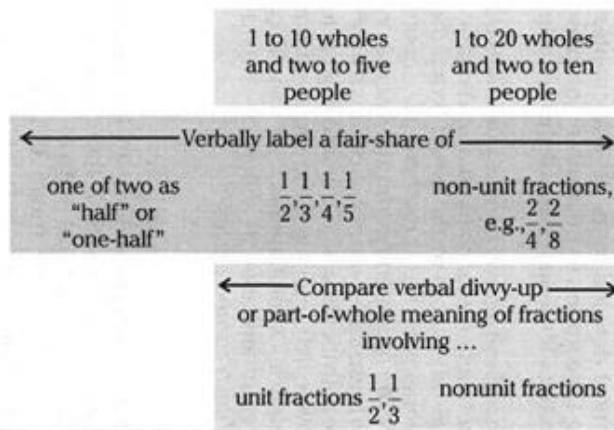 1 to 10 wholes
and two to five
people
1 to 20 wholes
and two to ten
people
Verbally label a fair-share of
one of two as
“half” or
“one-half”
1/2, 1/3, 1/4, 1/5
non-unit fractions,
e.g., 2/4, 2/8
Compare verbal divvy-up
or part-of-whole meaning of fractions
involving ...
unit fractions 1/2, 1/3
nonunit fractions